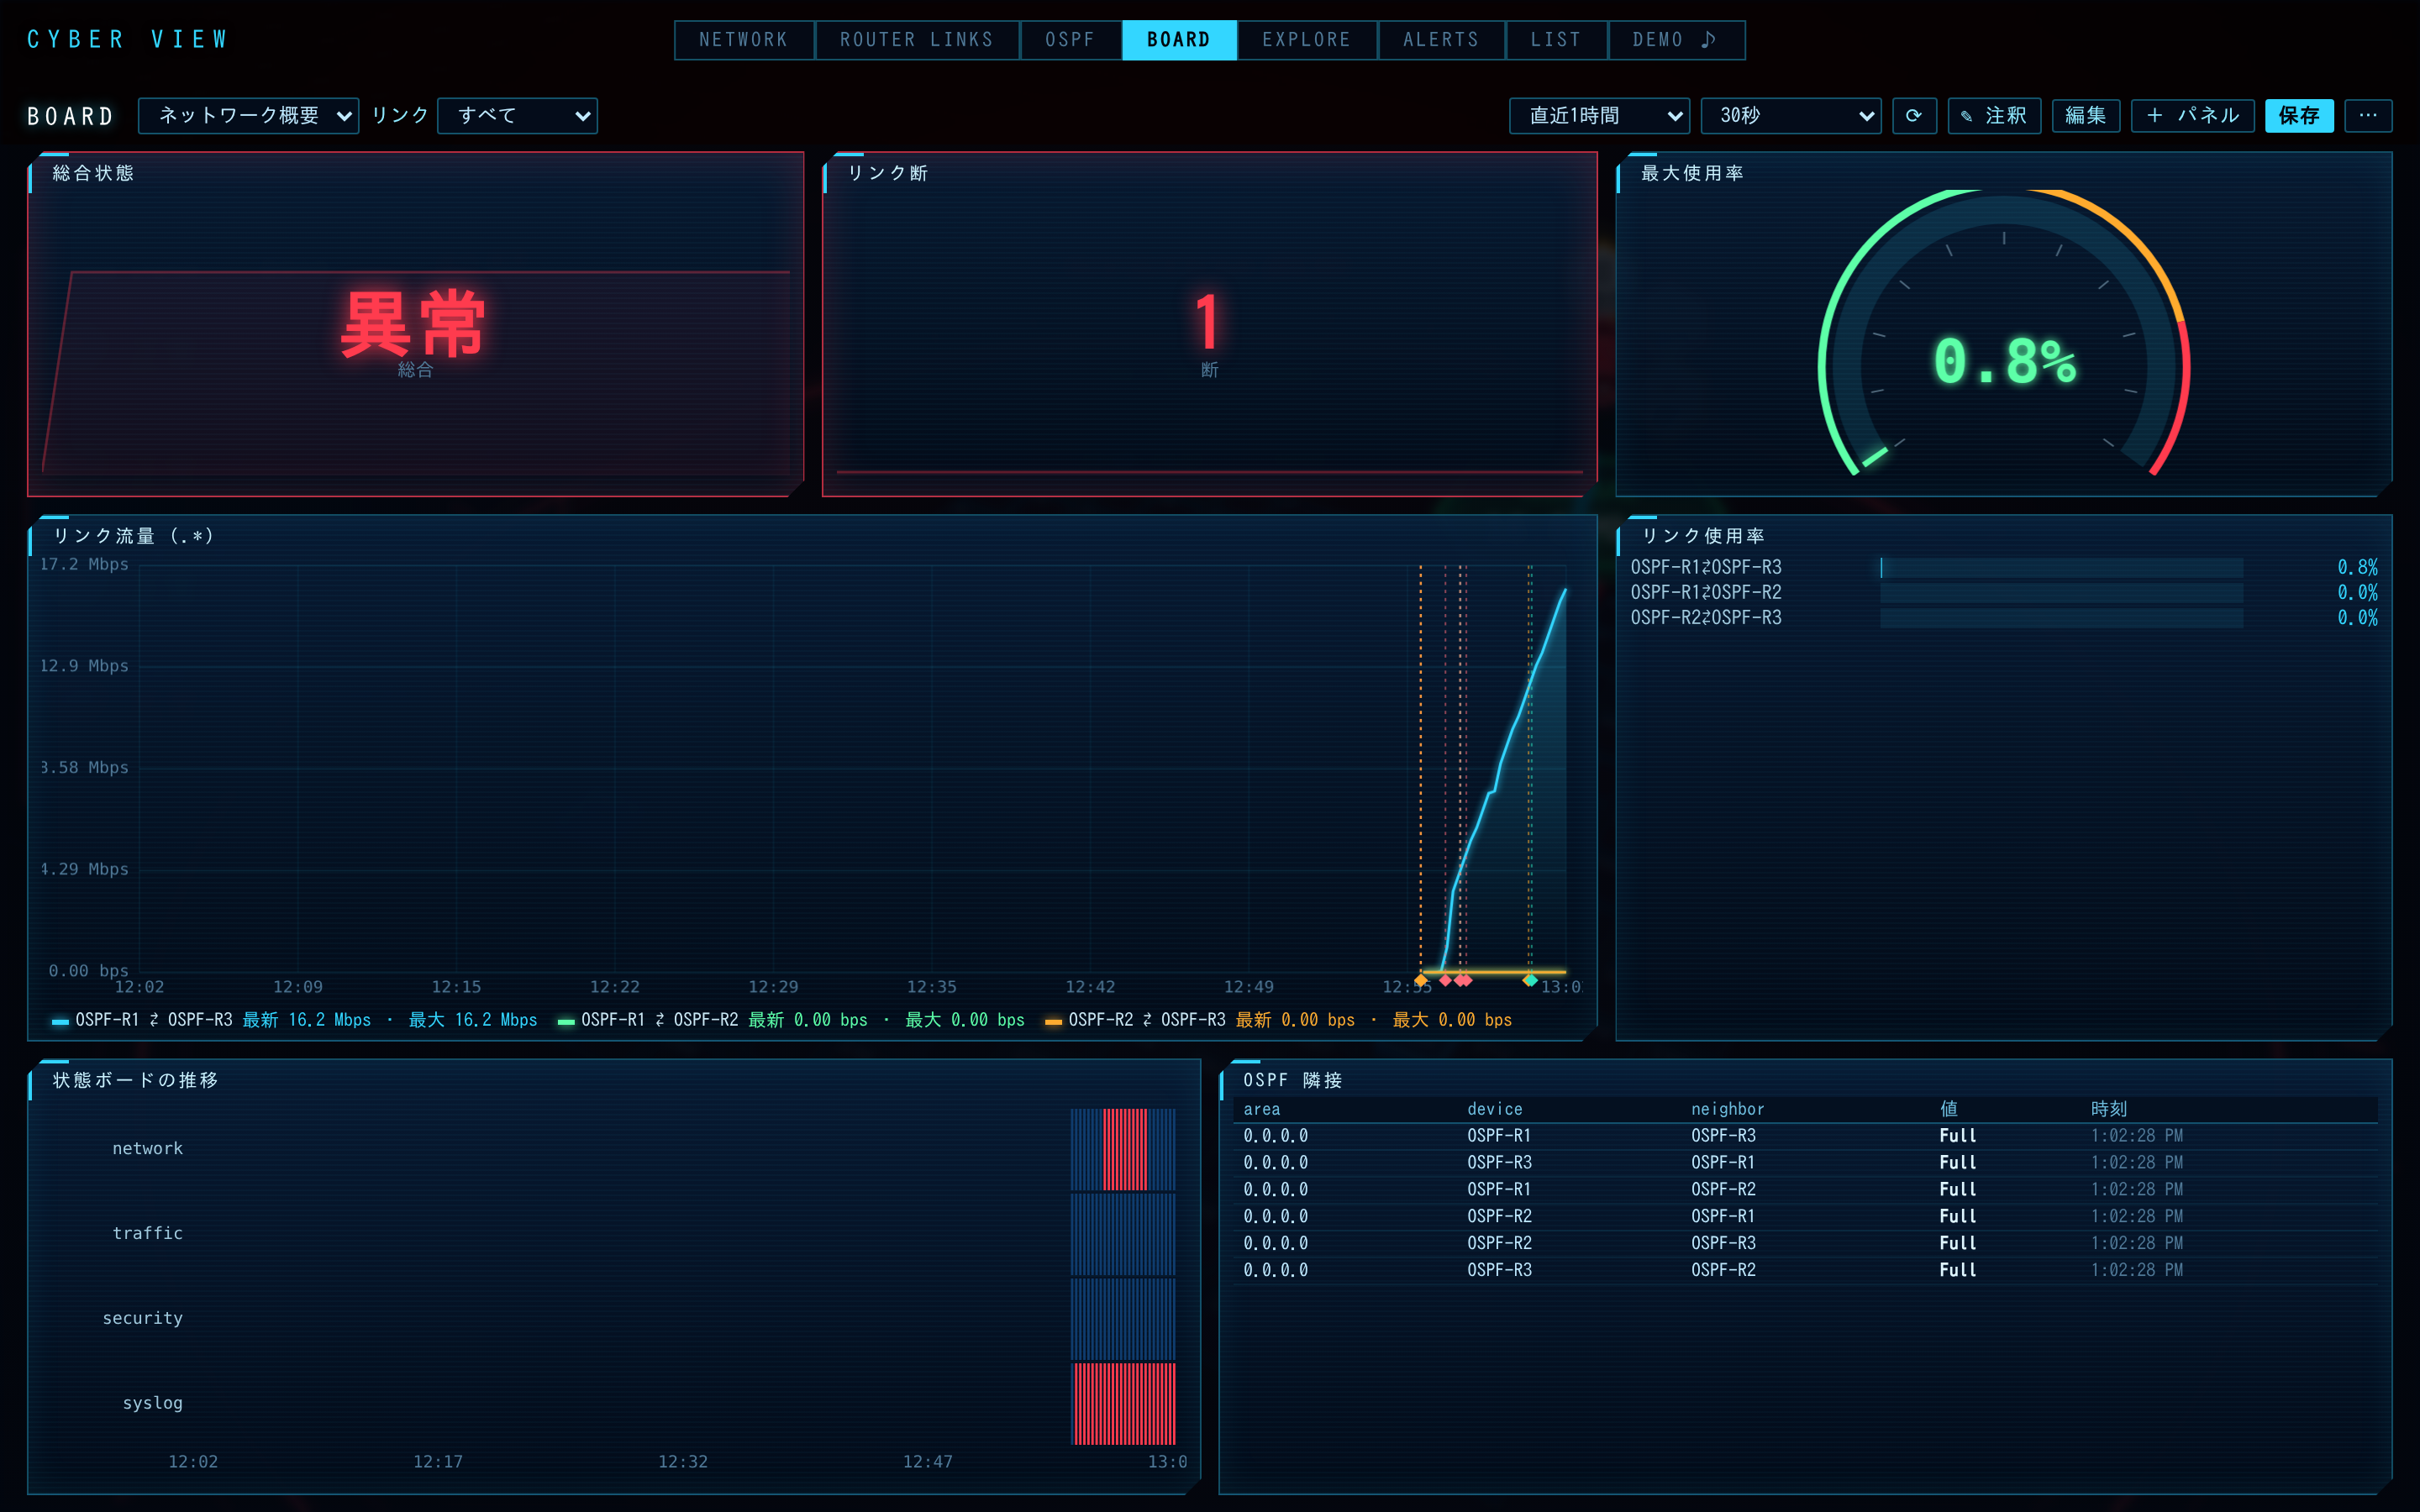 CYBER VIEW
NETWORK ROUTER LINKS OSPF BOARD EXPLORE ALERTS LIST DEMO ♪
BOARD ネットワーク概要 リンク すべて 直近1時間 30秒 ⟳ ✎ 注釈 編集 + パネル 保存 …
総合状態
異常
総合
リンク断
1
断
最大使用率
0.8%
リンク流量 (.*)
17.2 Mbps
12.9 Mbps
8.58 Mbps
4.29 Mbps
0.00 bps
12:02 12:09 12:15 12:22 12:29 12:35 12:42 12:49 12:55 13:0
OSPF-R1 ⇄ OSPF-R3 最新 16.2 Mbps · 最大 16.2 Mbps OSPF-R1 ⇄ OSPF-R2 最新 0.00 bps · 最大 0.00 bps OSPF-R2 ⇄ OSPF-R3 最新 0.00 bps · 最大 0.00 bps
リンク使用率
OSPF-R1⇄OSPF-R3 0.8%
OSPF-R1⇄OSPF-R2 0.0%
OSPF-R2⇄OSPF-R3 0.0%
状態ボードの推移
network
traffic
security
syslog
12:02 12:17 12:32 12:47 13:0
OSPF 隣接
area device neighbor 値 時刻
0.0.0.0 OSPF-R1 OSPF-R3 Full 1:02:28 PM
0.0.0.0 OSPF-R3 OSPF-R1 Full 1:02:28 PM
0.0.0.0 OSPF-R1 OSPF-R2 Full 1:02:28 PM
0.0.0.0 OSPF-R2 OSPF-R1 Full 1:02:28 PM
0.0.0.0 OSPF-R2 OSPF-R3 Full 1:02:28 PM
0.0.0.0 OSPF-R3 OSPF-R2 Full 1:02:28 PM